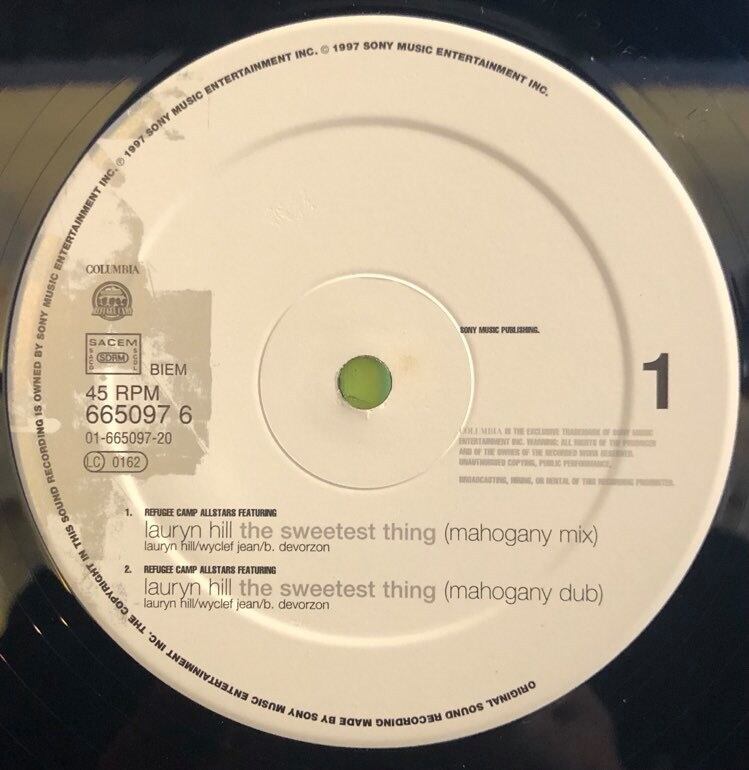 THE COPYRIGHT IN THIS SOUND RECORDING IS OWNED BY SONY MUSIC ENTERTAINMENT INC. ℗ 1997 SONY MUSIC ENTERTAINMENT INC. © 1997 SONY MUSIC ENTERTAINMENT INC.
COLUMBIA
SACEM
SACD
SDRM
SCGL
BIEM
45 RPM
665097 6
01-665097-20
LC 0162
SONY MUSIC PUBLISHING.
1
COLUMBIA IS THE EXCLUSIVE TRADEMARK OF SONY MUSIC
ENTERTAINMENT INC. WARNING: ALL RIGHTS OF THE PRODUCER
AND OF THE OWNER OF THE RECORDED WORK RESERVED.
UNAUTHORISED COPYING, PUBLIC PERFORMANCE,
BROADCASTING, HIRING, OR RENTAL OF THIS RECORDING PROHIBITED.
1. REFUGEE CAMP ALLSTARS FEATURING
lauryn hill the sweetest thing (mahogany mix)
lauryn hill/wyclef jean/b. devorzon
2. REFUGEE CAMP ALLSTARS FEATURING
lauryn hill the sweetest thing (mahogany dub)
lauryn hill/wyclef jean/b. devorzon
ORIGINAL SOUND RECORDING MADE BY SONY MUSIC ENTERTAINMENT INC.